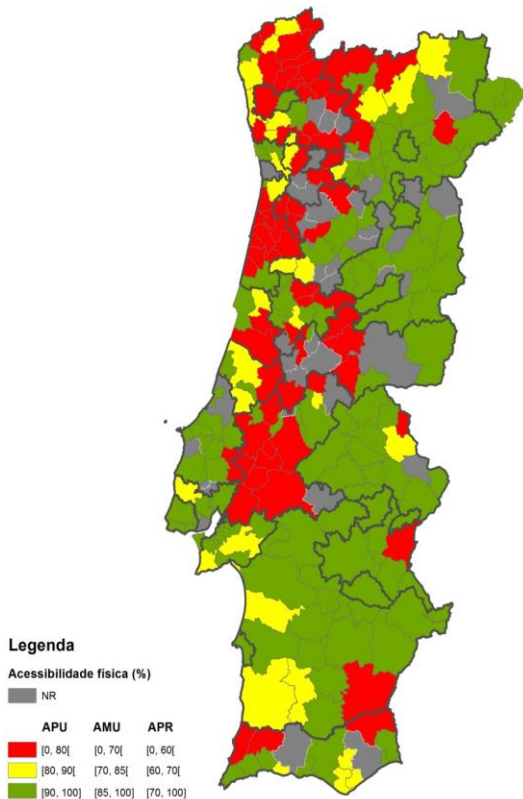 Legenda
Acessibilidade física (%)
NR
APU AMU APR
[0, 80[ [0, 70[ [0, 60[
[80, 90[ [70, 85[ [60, 70[
[90, 100] [85, 100] [70, 100]